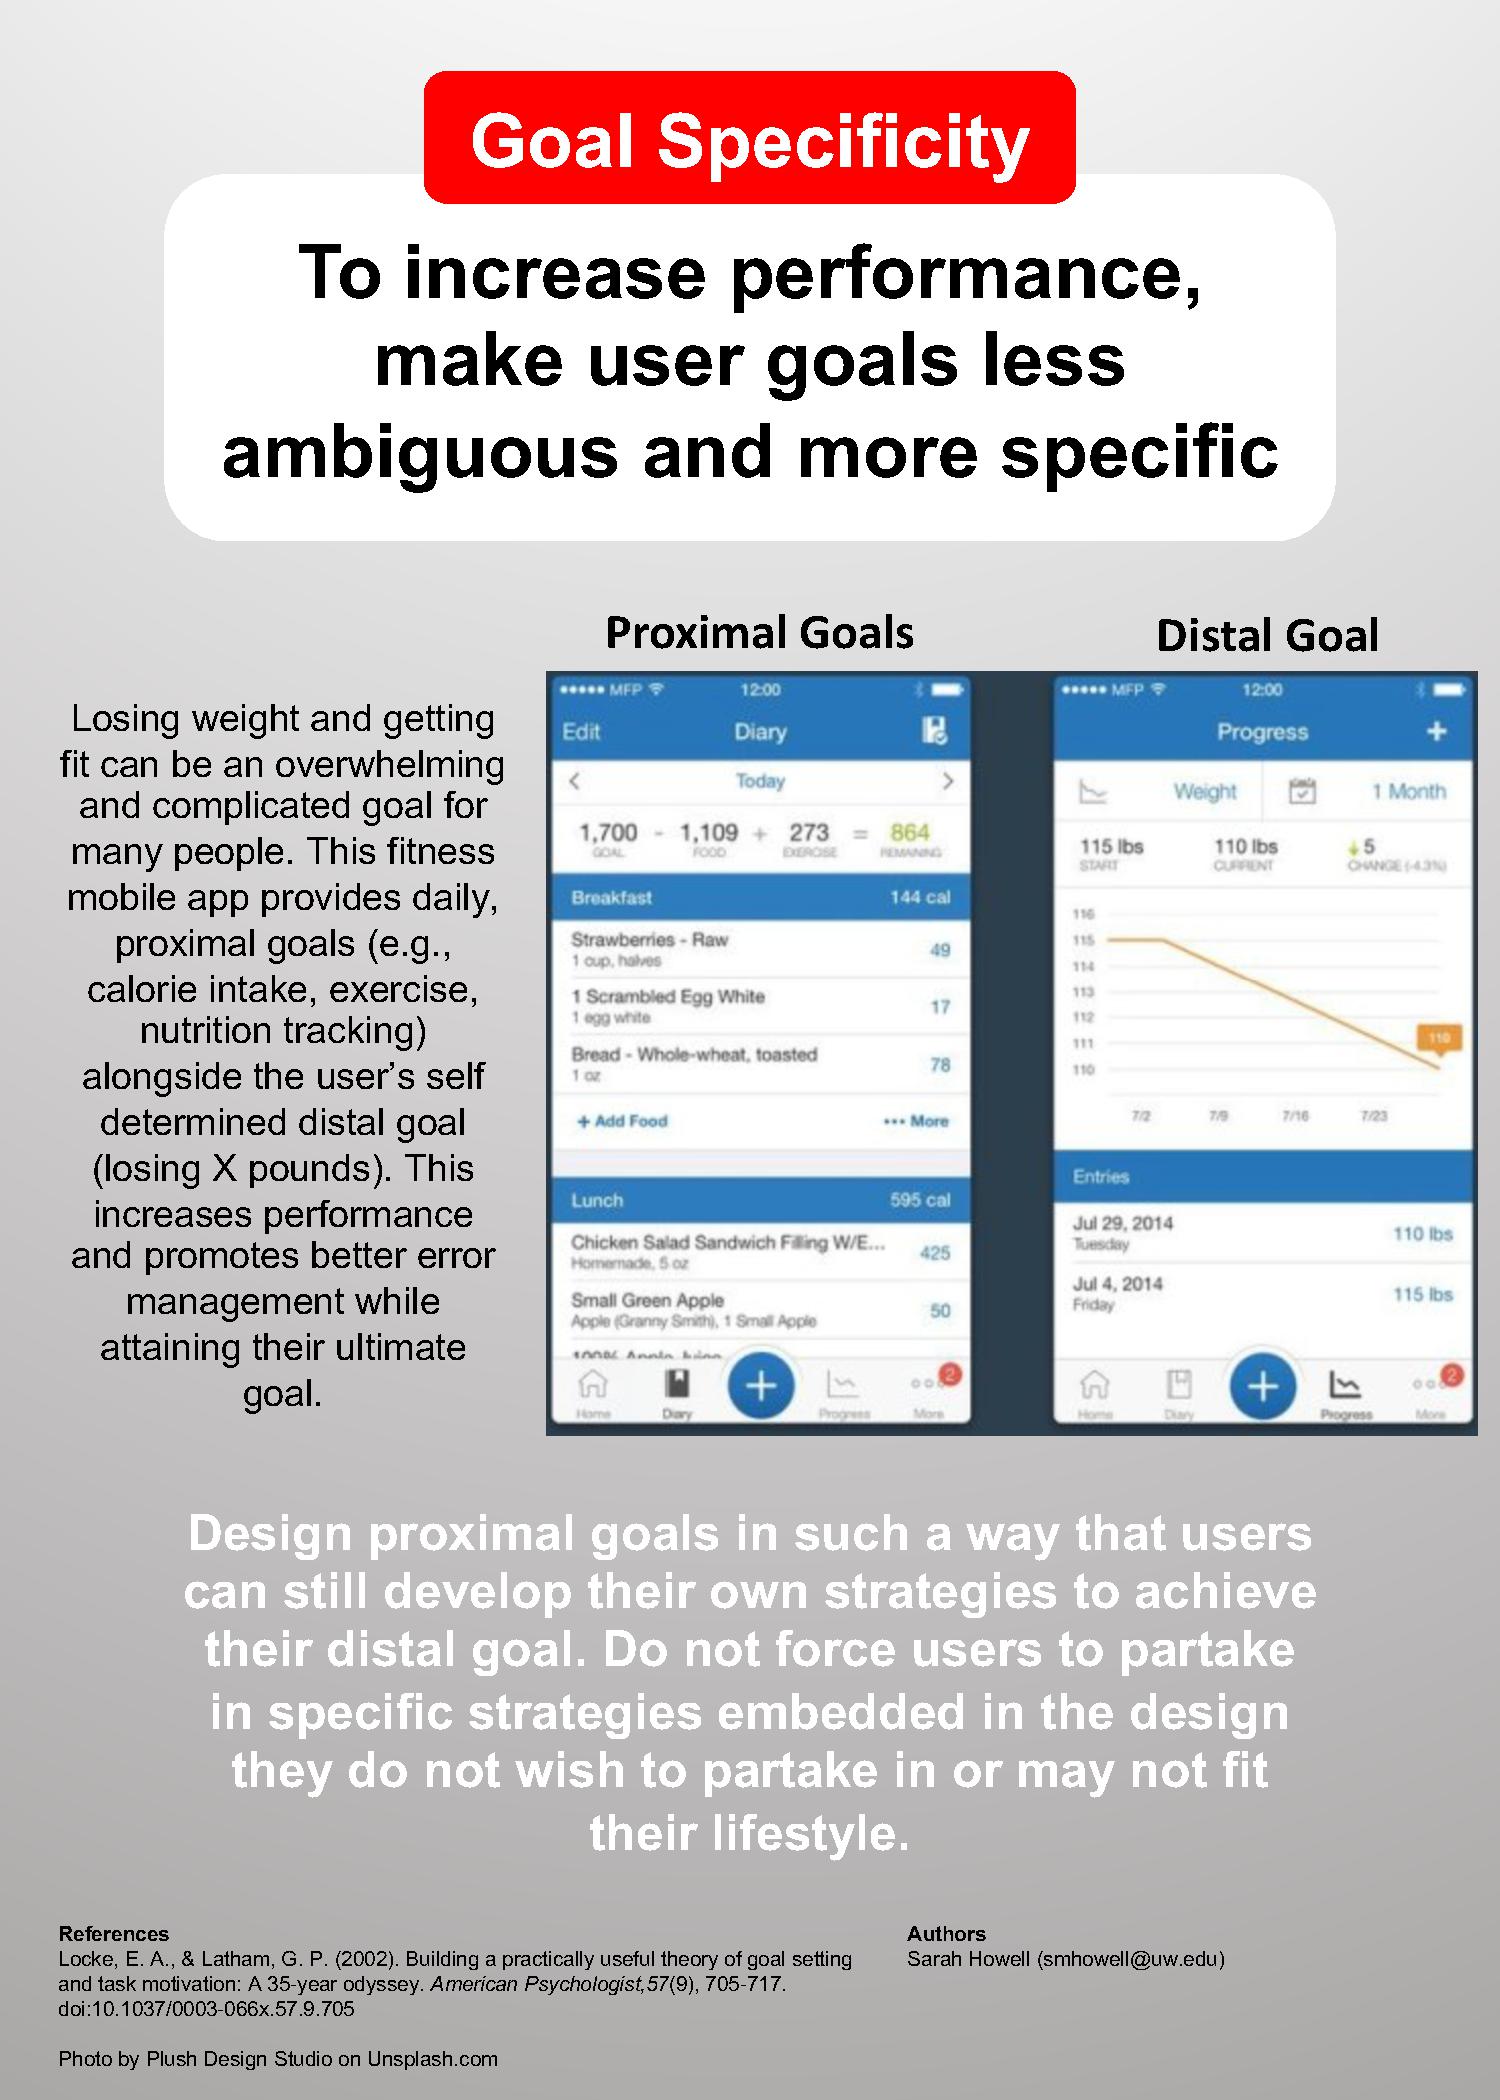 Goal Specificity
To increase performance,
make user goals less
ambiguous and more specific
Proximal Goals
Distal Goal
Losing weight and getting
fit can be an overwhelming
and complicated goal for
many people. This fitness
mobile app provides daily,
proximal goals (e.g.,
calorie intake, exercise,
nutrition tracking)
alongside the user's self
determined distal goal
(losing X pounds). This
increases performance
and promotes better error
management while
attaining their ultimate
goal.
MFP 12:00
Edit Diary
Today
1,700 - 1,109 + 273 = 864
GOAL FOOD EXERCISE REMAINING
Breakfast 144 cal
Strawberries - Raw
1 cup, halves
49
1 Scrambled Egg White
1 egg white
17
Bread - Whole-wheat, toasted
1 oz
78
+ Add Food ••• More
Lunch 595 cal
Chicken Salad Sandwich Filling W/E...
Homemade, 5 oz
425
Small Green Apple
Apple (Granny Smith), 1 Small Apple
50
100% Apple Juice
2
Home Diary + Progress More
MFP 12:00
Progress +
Weight 1 Month
115 lbs 110 lbs 5
START CURRENT CHANGE (-4.3%)
116
115
114
113
112
111
110
110
7/2 7/9 7/16 7/23
Entries
Jul 29, 2014
Tuesday
110 lbs
Jul 4, 2014
Friday
115 lbs
2
Home Diary + Progress More
Design proximal goals in such a way that users
can still develop their own strategies to achieve
their distal goal. Do not force users to partake
in specific strategies embedded in the design
they do not wish to partake in or may not fit
their lifestyle.
References
Locke, E. A., & Latham, G. P. (2002). Building a practically useful theory of goal setting
and task motivation: A 35-year odyssey. American Psychologist,57(9), 705-717.
doi:10.1037/0003-066x.57.9.705
Photo by Plush Design Studio on Unsplash.com
Authors
Sarah Howell (smhowell@uw.edu)